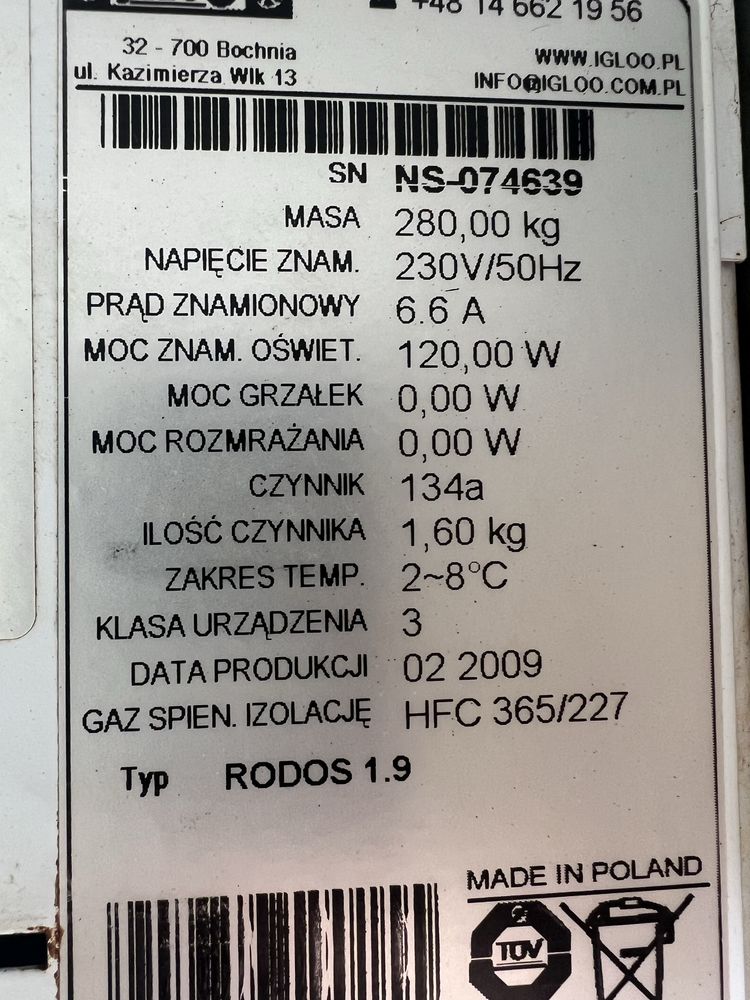 +48 14 662 19 56
32 - 700 Bochnia
ul. Kazimierza Wlk 13
WWW.IGLOO.PL
INFO@IGLOO.COM.PL
SN NS-074639
MASA 280,00 kg
NAPIĘCIE ZNAM. 230V/50Hz
PRĄD ZNAMIONOWY 6.6 A
MOC ZNAM. OŚWIET. 120,00 W
MOC GRZAŁEK 0,00 W
MOC ROZMRAŻANIA 0,00 W
CZYNNIK 134a
ILOŚĆ CZYNNIKA 1,60 kg
ZAKRES TEMP. 2~8°C
KLASA URZĄDZENIA 3
DATA PRODUKCJI 02 2009
GAZ SPIEN. IZOLACJĘ HFC 365/227
Typ RODOS 1.9
MADE IN POLAND
TÜV